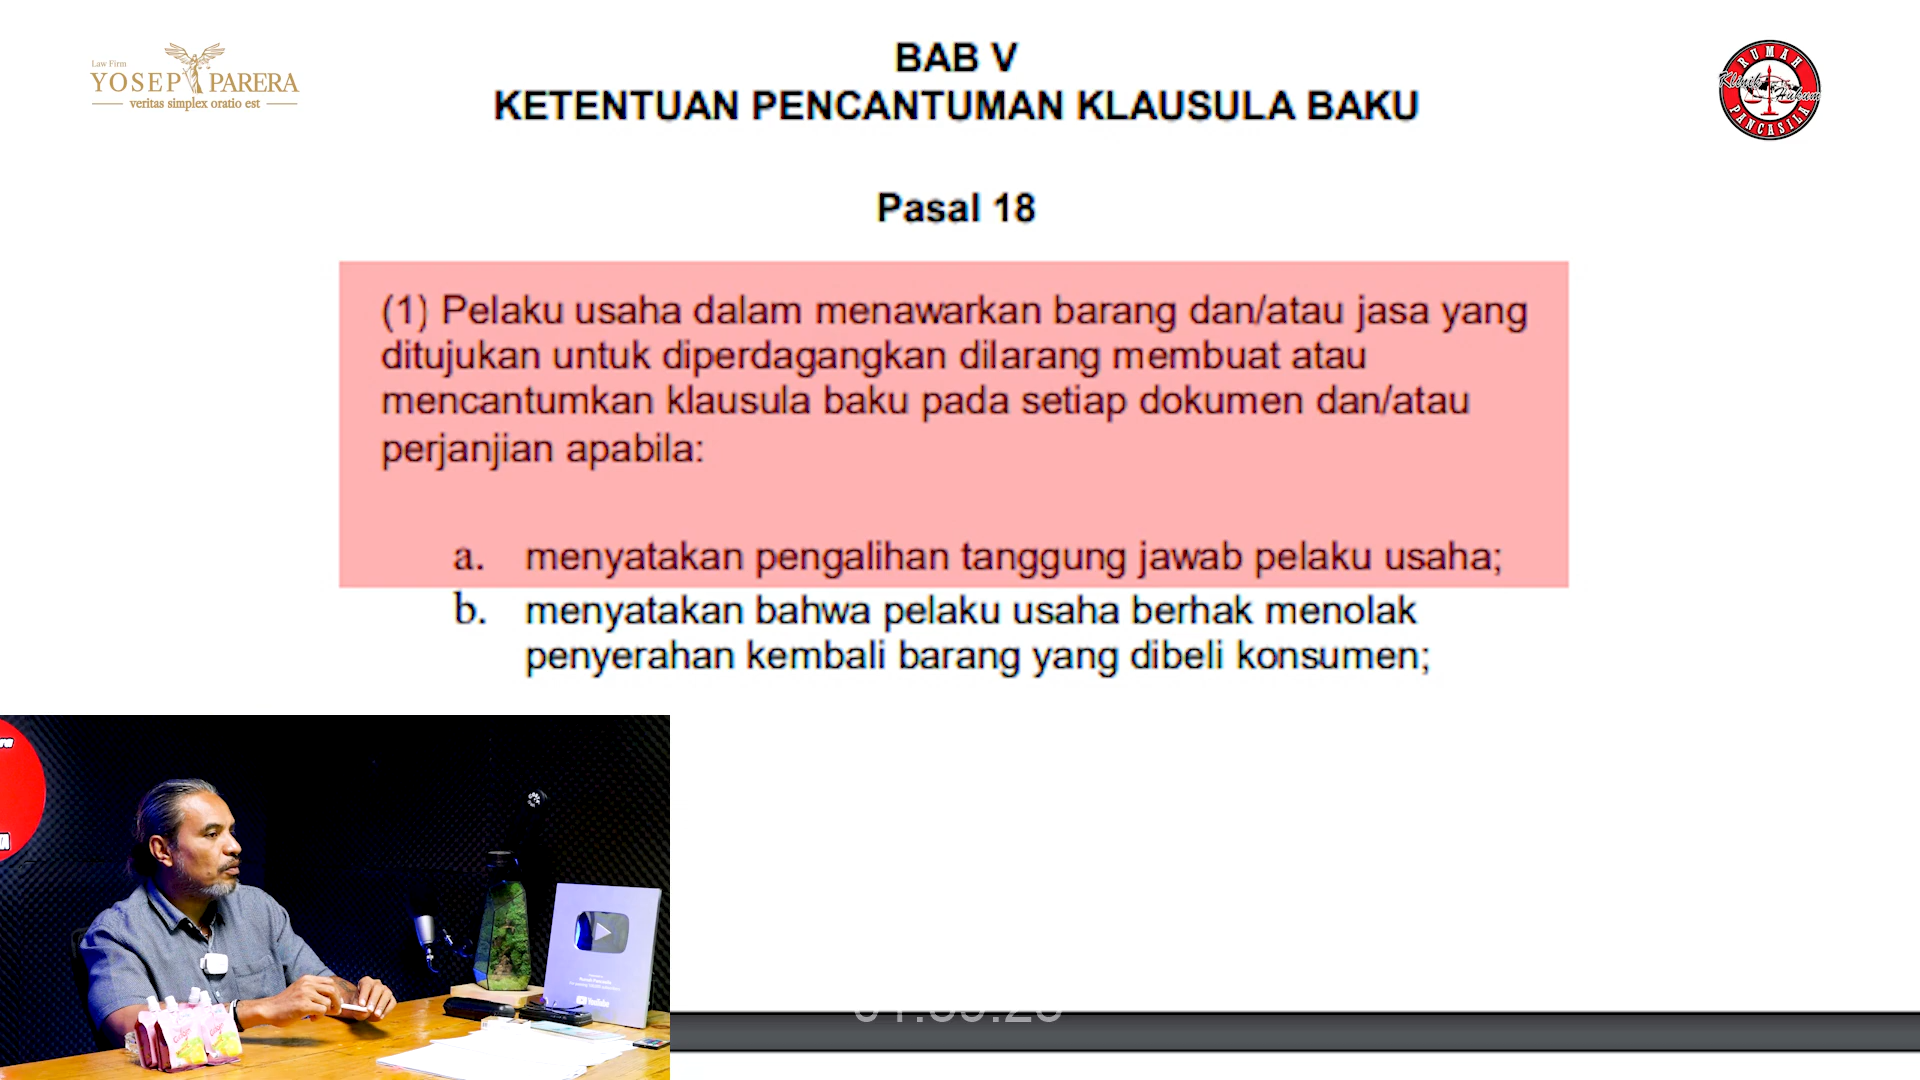 Law Firm
YOSEP PARERA
veritas simplex oratio est
BAB V
KETENTUAN PENCANTUMAN KLAUSULA BAKU
RUMAH
Klinik Hukum
PANCASILA
Pasal 18
(1) Pelaku usaha dalam menawarkan barang dan/atau jasa yang
ditujukan untuk diperdagangkan dilarang membuat atau
mencantumkan klausula baku pada setiap dokumen dan/atau
perjanjian apabila:
a. menyatakan pengalihan tanggung jawab pelaku usaha;
b. menyatakan bahwa pelaku usaha berhak menolak
penyerahan kembali barang yang dibeli konsumen;
YouTube